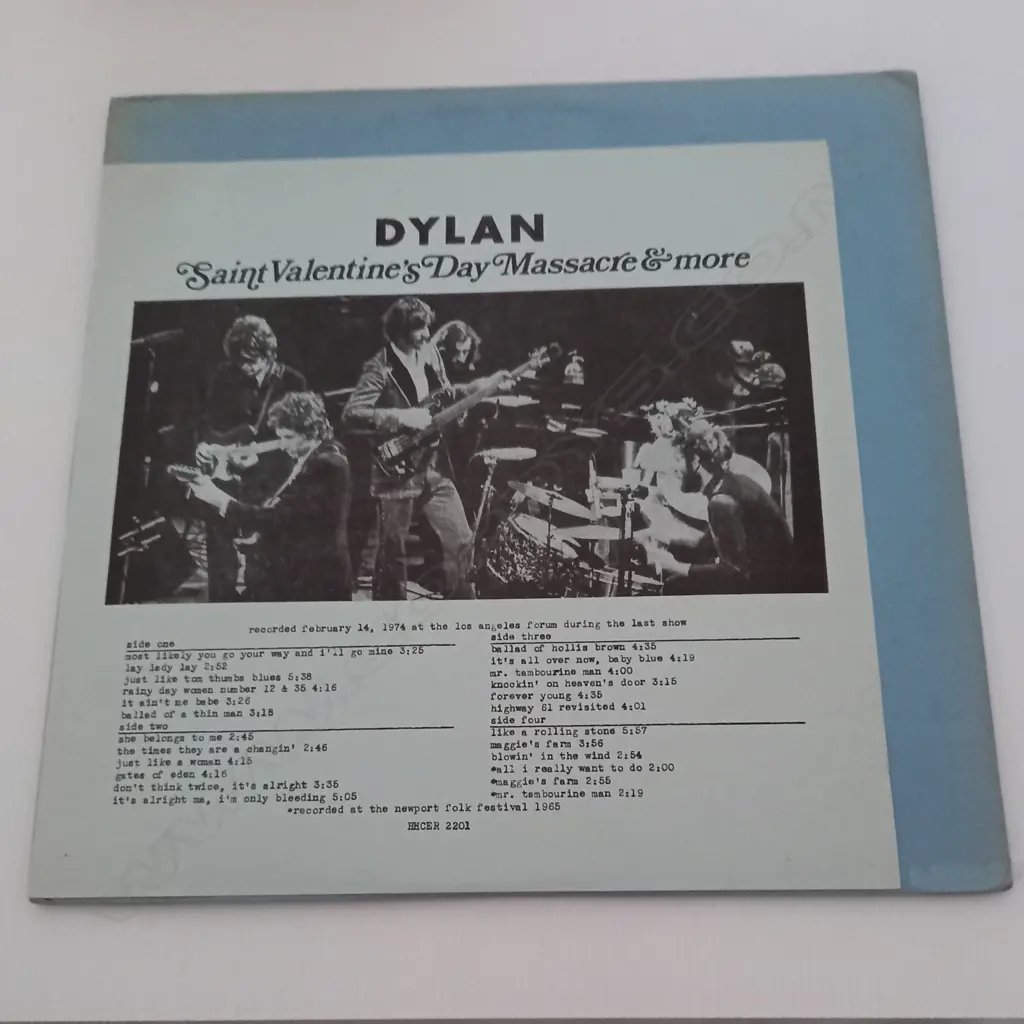 DYLAN
Saint Valentine's Day Massacre & more
recorded february 14, 1974 at the los angeles forum during the last show
side one
most likely you go your way and i'll go mine 3:25
lay lady lay 2:52
just like tom thumbs blues 5:38
rainy day women number 12 & 35 4:16
it ain't me babe 3:26
ballad of a thin man 3:18
side two
she belongs to me 2:45
the times they are a changin' 2:46
just like a woman 4:15
gates of eden 4:16
don't think twice, it's alright 3:35
it's alright ma, i'm only bleeding 5:05
side three
ballad of hollis brown 4:35
it's all over now, baby blue 4:19
mr. tambourine man 4:00
knockin' on heaven's door 3:15
forever young 4:35
highway 61 revisited 4:01
side four
like a rolling stone 5:57
maggie's farm 3:56
blowin' in the wind 2:54
*all i really want to do 2:00
*maggie's farm 2:55
*mr. tambourine man 2:19
*recorded at the newport folk festival 1965
HHCER 2201